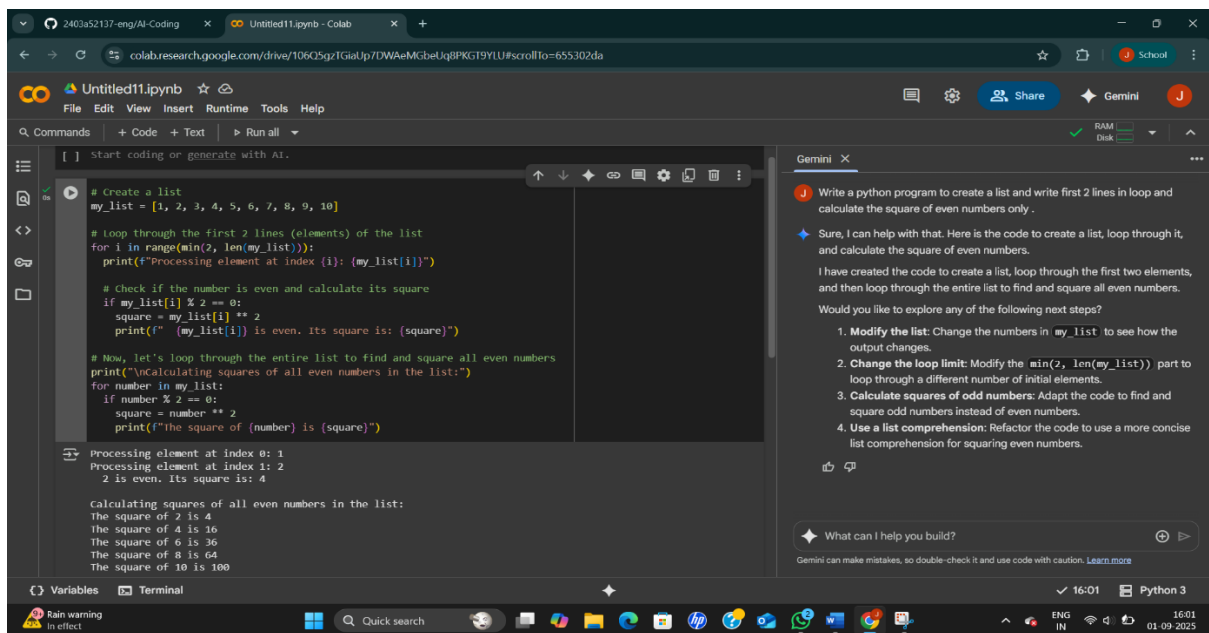 2403a52137-eng/AI-Coding
Untitled11.ipynb - Colab
colab.research.google.com/drive/106Q5gzTGiaUp7DWAeMGbeUq8PKGT9YLU#scrollTo=655302da
J School
Untitled11.ipynb
File Edit View Insert Runtime Tools Help
Share
Gemini
J
Commands + Code + Text Run all
RAM
Disk
[ ] Start coding or generate with AI.
0s
# Create a list
my_list = [1, 2, 3, 4, 5, 6, 7, 8, 9, 10]
# Loop through the first 2 lines (elements) of the list
for i in range(min(2, len(my_list))):
print(f"Processing element at index {i}: {my_list[i]}")
# Check if the number is even and calculate its square
if my_list[i] % 2 == 0:
square = my_list[i] ** 2
print(f"  {my_list[i]} is even. Its square is: {square}")
# Now, let's loop through the entire list to find and square all even numbers
print("\nCalculating squares of all even numbers in the list:")
for number in my_list:
if number % 2 == 0:
square = number ** 2
print(f"The square of {number} is {square}")
Processing element at index 0: 1
Processing element at index 1: 2
2 is even. Its square is: 4
Calculating squares of all even numbers in the list:
The square of 2 is 4
The square of 4 is 16
The square of 6 is 36
The square of 8 is 64
The square of 10 is 100
Gemini
J
Write a python program to create a list and write first 2 lines in loop and
calculate the square of even numbers only .
Sure, I can help with that. Here is the code to create a list, loop through it,
and calculate the square of even numbers.
I have created the code to create a list, loop through the first two elements,
and then loop through the entire list to find and square all even numbers.
Would you like to explore any of the following next steps?
1. Modify the list: Change the numbers in my_list to see how the
output changes.
2. Change the loop limit: Modify the min(2, len(my_list)) part to
loop through a different number of initial elements.
3. Calculate squares of odd numbers: Adapt the code to find and
square odd numbers instead of even numbers.
4. Use a list comprehension: Refactor the code to use a more concise
list comprehension for squaring even numbers.
What can I help you build?
Gemini can make mistakes, so double-check it and use code with caution. Learn more
Variables Terminal
16:01 Python 3
Rain warning
In effect
Quick search
ENG
IN
16:01
01-09-2025